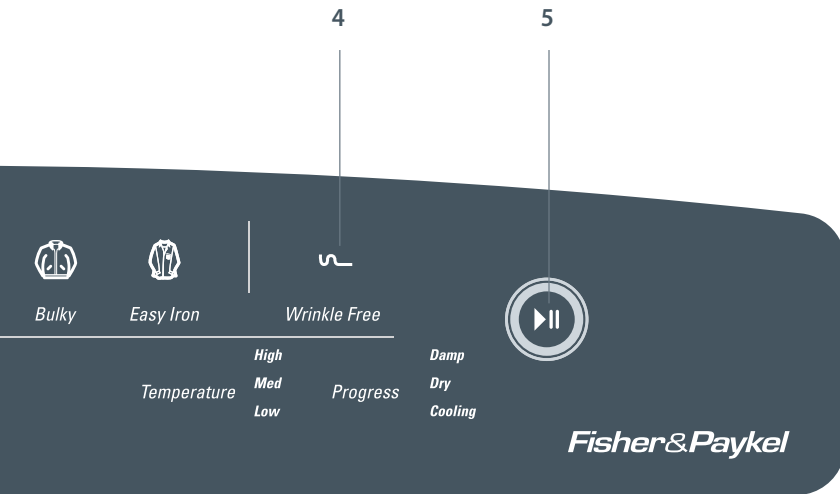 4 5
Bulky Easy Iron Wrinkle Free
High Damp
Temperature Med Progress Dry
Low Cooling
Fisher&Paykel